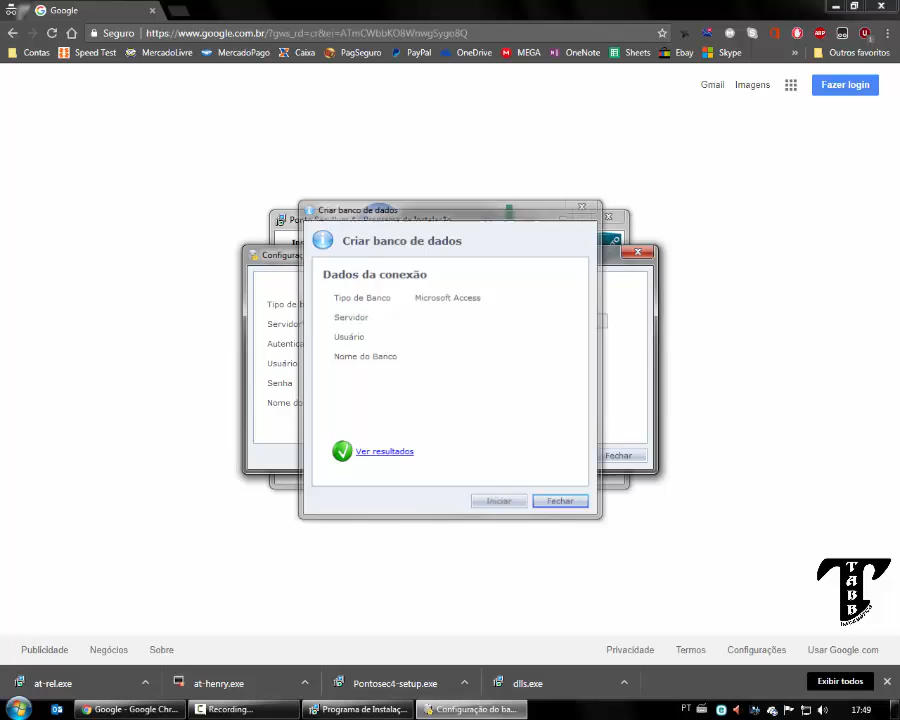 Google
Seguro
https://www.google.com.br/?gws_rd=cr&ei=ATmCWbbKO8WnwgSygo8Q
Contas
Speed Test
MercadoLivre
MercadoPago
Caixa
PagSeguro
PayPal
OneDrive
MEGA
OneNote
Sheets
Ebay
Skype
»
Outros favoritos
Gmail
Imagens
Fazer login
Criar banco de dados
Criar banco de dados
Configuraç
Dados da conexão
Tipo de Banco
Microsoft Access
Servidor
Usuário
Nome do Banco
Ver resultados
Iniciar
Fechar
Tipo de b
Servidor
Autentica
Usuário
Senha
Nome do
Fechar
TABB
Publicidade
Negócios
Sobre
Privacidade
Termos
Configurações
Usar Google.com
at-rel.exe
at-henry.exe
Pontosec4-setup.exe
dlls.exe
Exibir todos
Google - Google Chr...
Recording...
Programa de Instalaç...
Configuração do ba...
PT
17:49